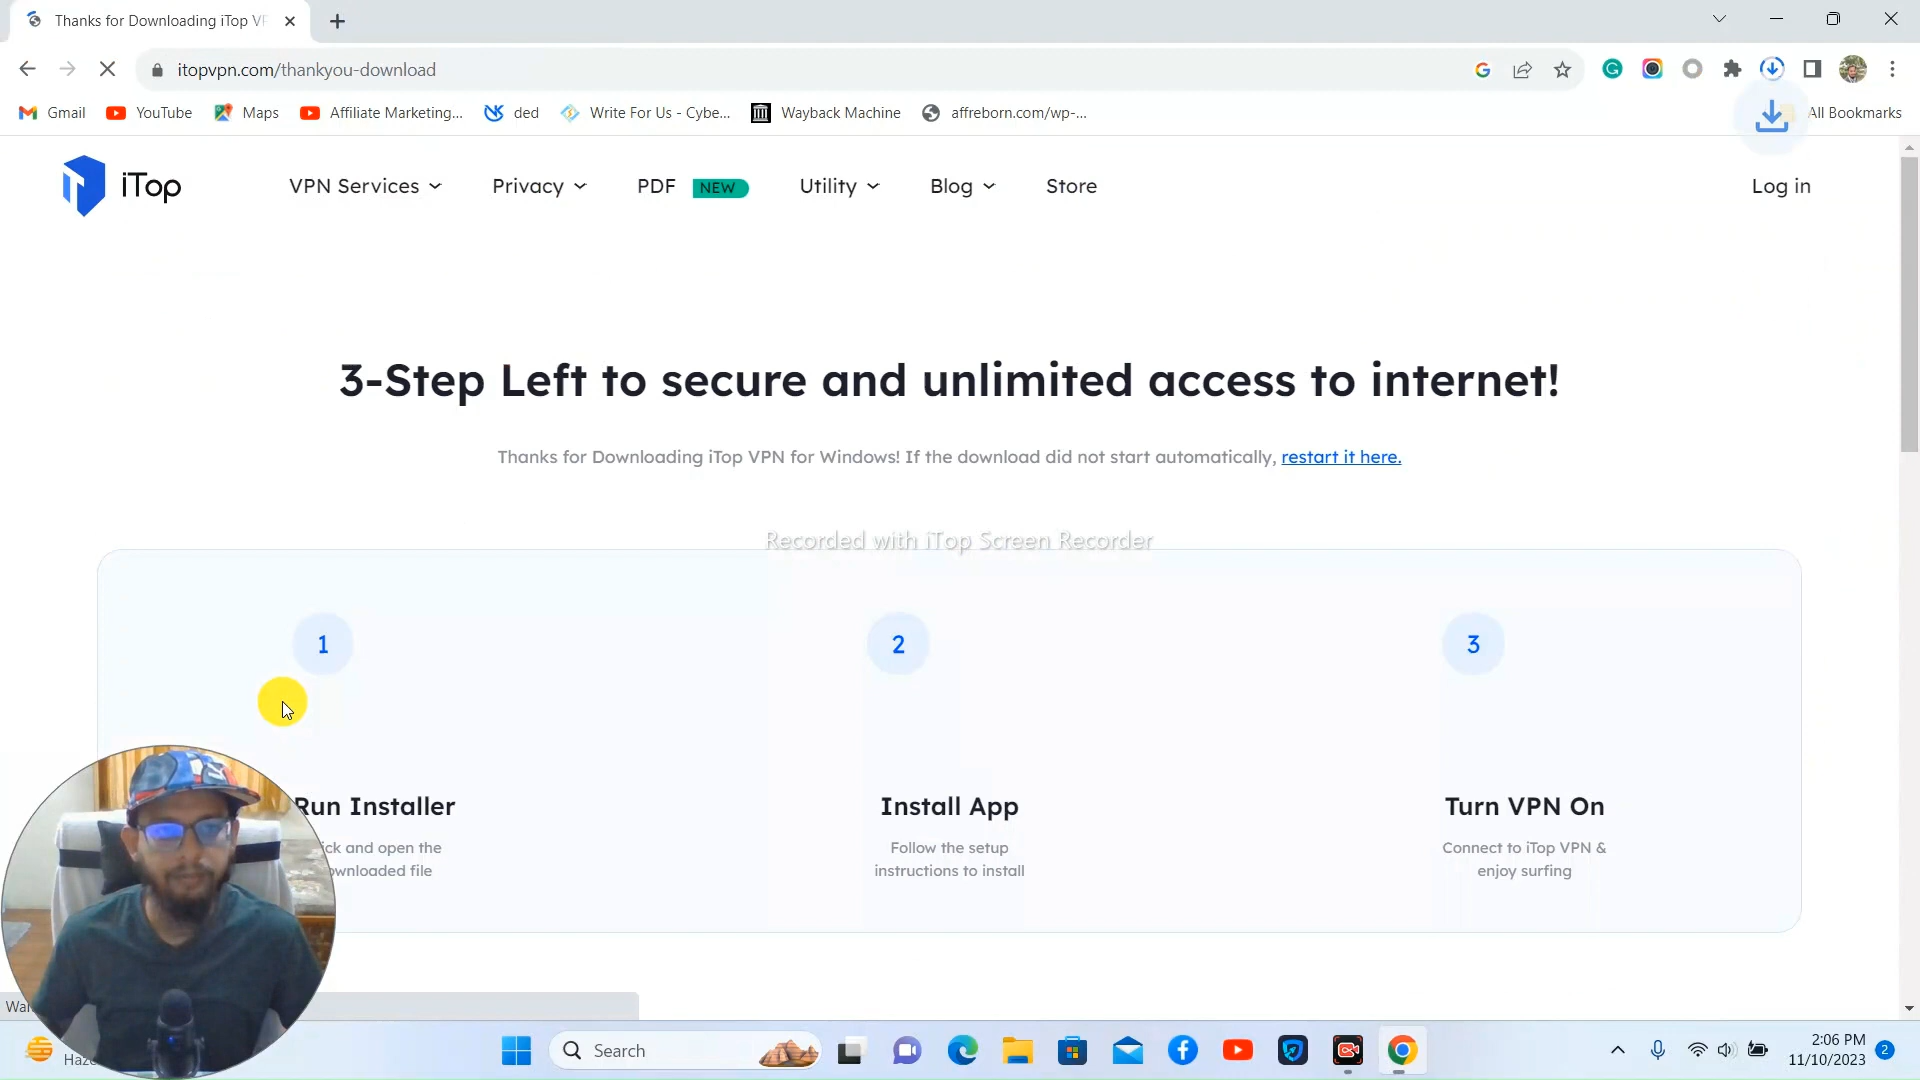 Thanks for Downloading iTop VP
itopvpn.com/thankyou-download
Gmail
YouTube
Maps
Affiliate Marketing...
ded
Write For Us - Cybe...
Wayback Machine
affreborn.com/wp-...
All Bookmarks
iTop
VPN Services
Privacy
PDF NEW
Utility
Blog
Store
Log in
3-Step Left to secure and unlimited access to internet!
Thanks for Downloading iTop VPN for Windows! If the download did not start automatically, restart it here.
Recorded with iTop Screen Recorder
1
2
3
Run Installer
ick and open the
ownloaded file
Install App
Follow the setup
instructions to install
Turn VPN On
Connect to iTop VPN &
enjoy surfing
Search
2:06 PM
11/10/2023
2